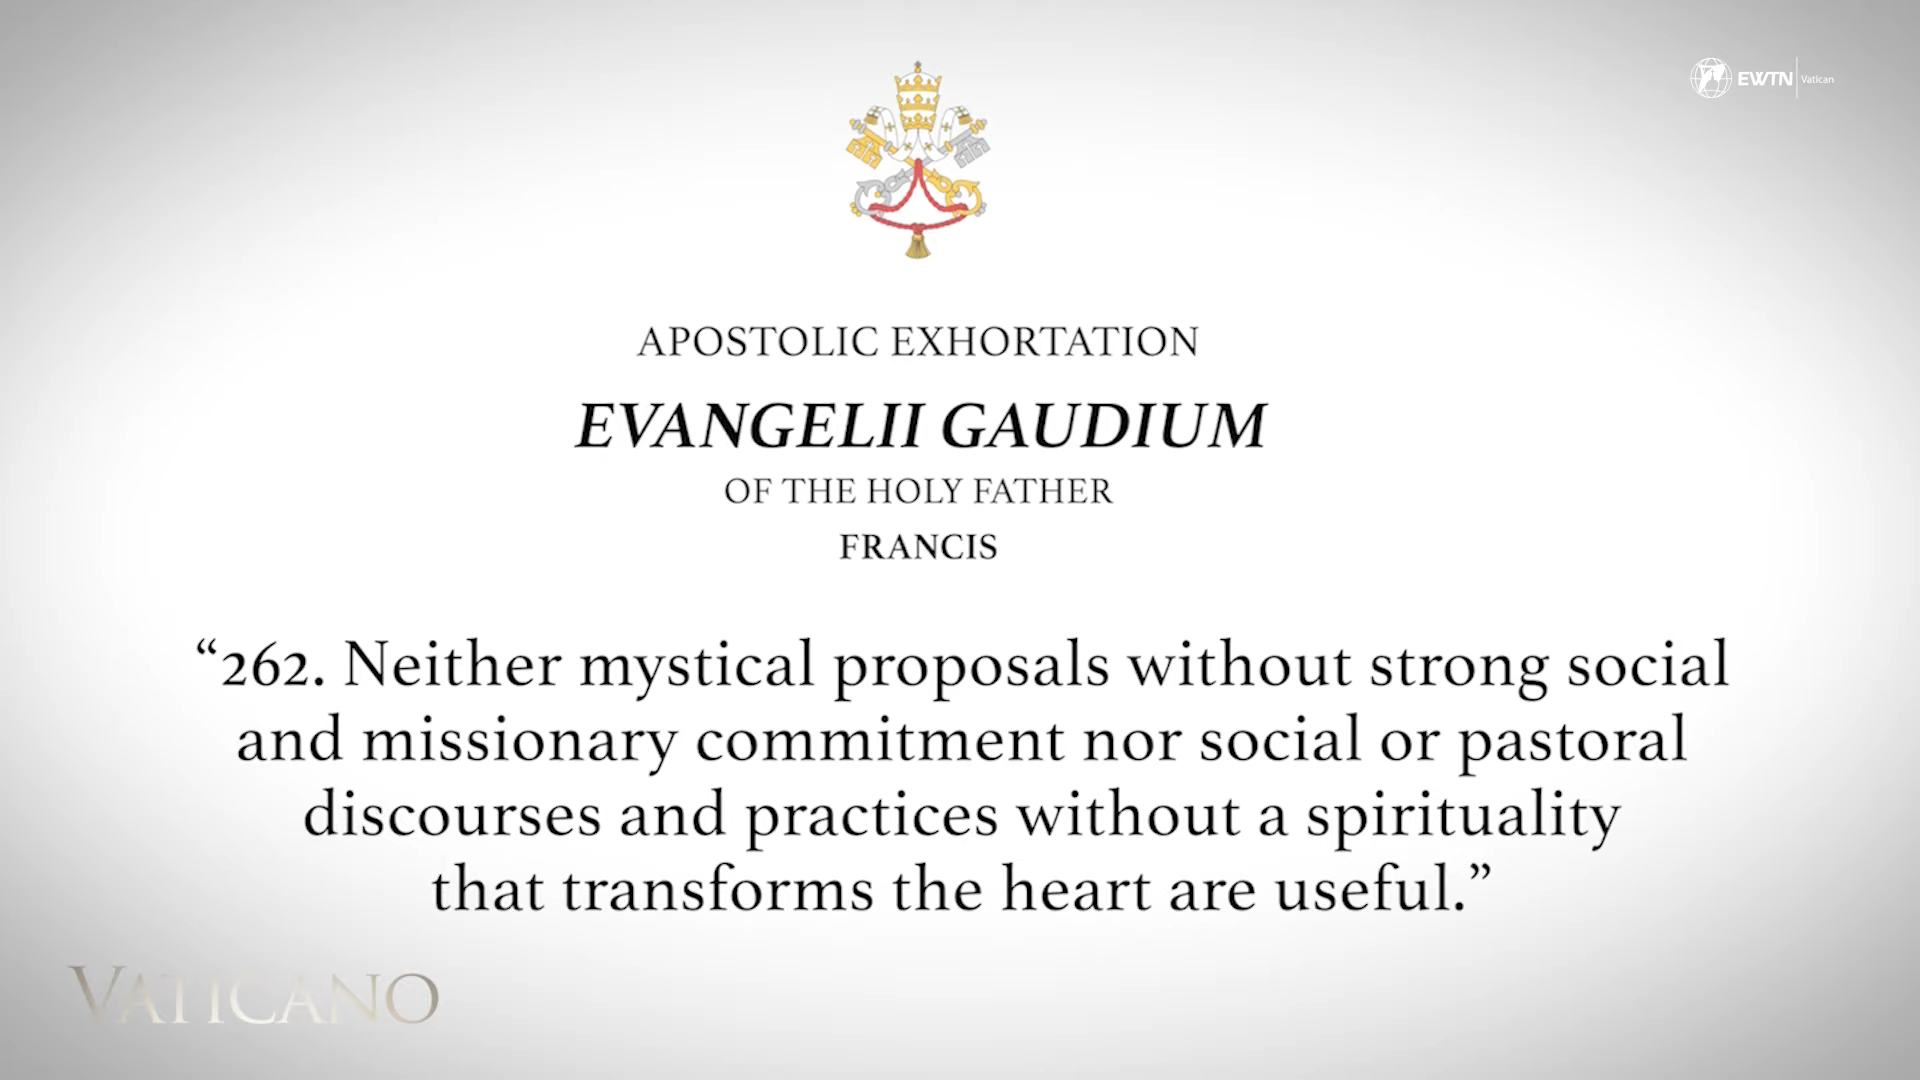 EWTN Vatican
APOSTOLIC EXHORTATION
EVANGELII GAUDIUM
OF THE HOLY FATHER
FRANCIS
“262. Neither mystical proposals without strong social
and missionary commitment nor social or pastoral
discourses and practices without a spirituality
that transforms the heart are useful.”
VATICANO